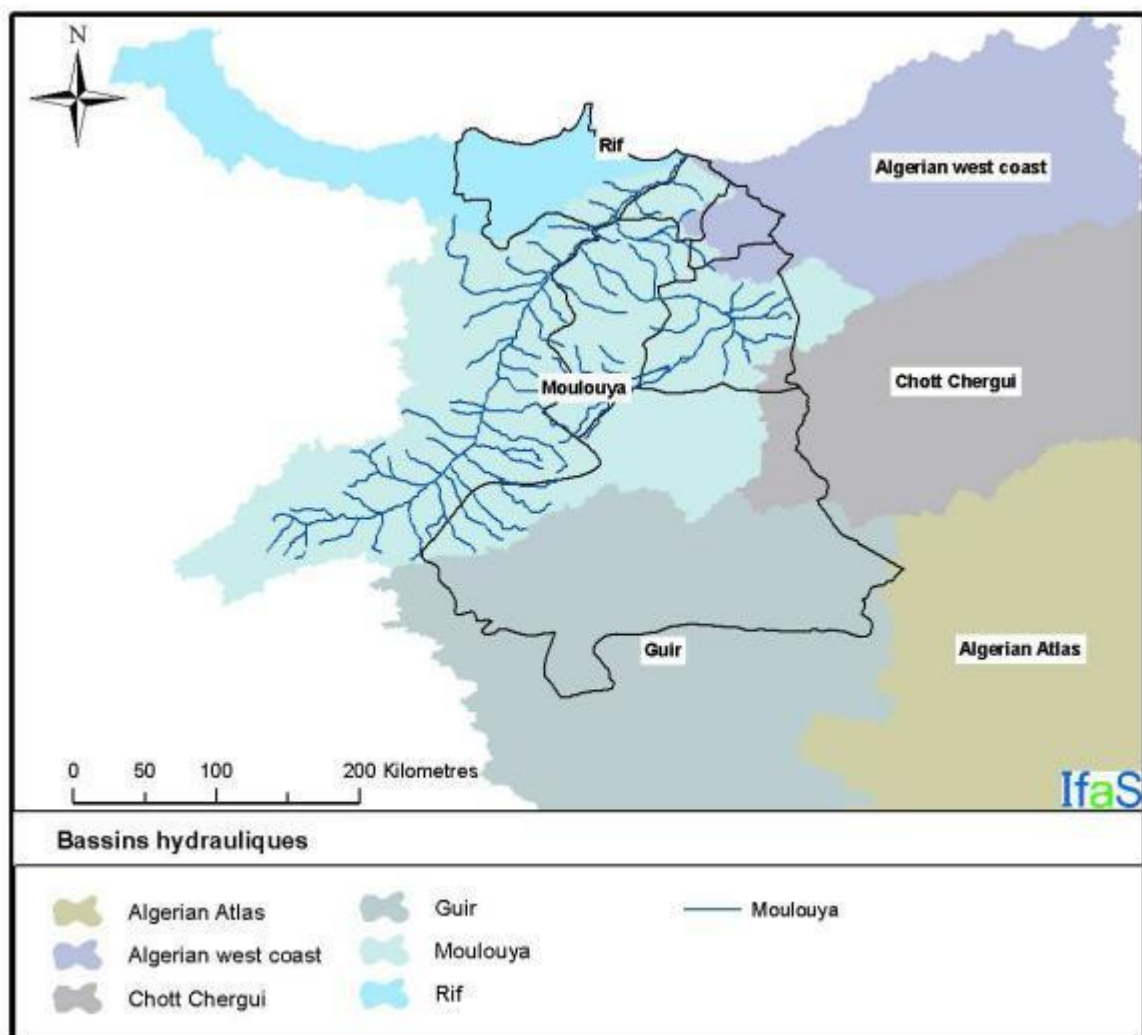 N
Rif
Algerian west coast
Chott Chergui
Moulouya
Guir
Algerian Atlas
0 50 100 200 Kilometres
IfaS
Bassins hydrauliques
Algerian Atlas
Algerian west coast
Chott Chergui
Guir
Moulouya
Rif
Moulouya